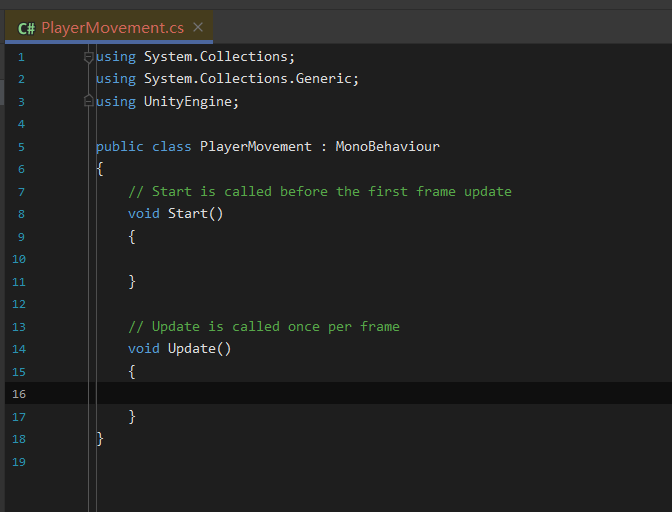 C# PlayerMovement.cs ×
1 using System.Collections;
2 using System.Collections.Generic;
3 using UnityEngine;
4
5 public class PlayerMovement : MonoBehaviour
6 {
7     // Start is called before the first frame update
8     void Start()
9     {
10
11     }
12
13     // Update is called once per frame
14     void Update()
15     {
16
17     }
18 }
19